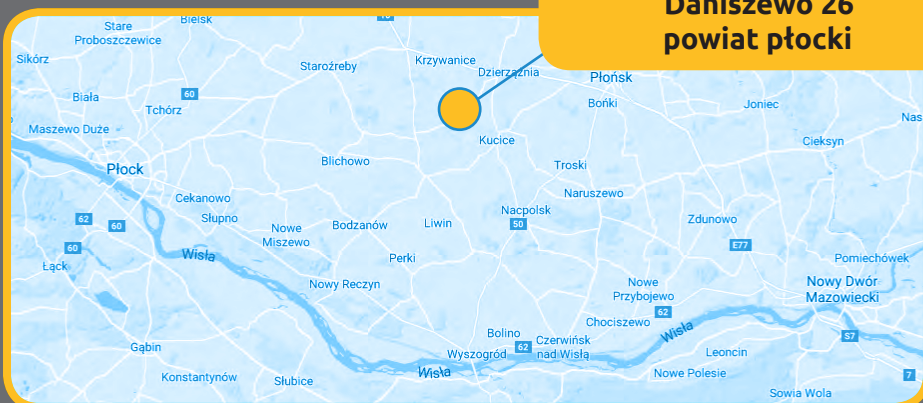 Daniszewo 26
powiat płocki
Stare
Proboszczewice
Bielsk
Sikórz
Staroźreby
Krzywanice
Dzierzążnia
Płońsk
Biała
60
Tchórz
Bońki
Joniec
Nas
Maszewo Duże
Kucice
Cieksyn
Płock
Blichowo
Troski
Cekanowo
Naruszewo
62
60
Słupno
Nowe
Miszewo
Bodzanów
Liwin
Nacpolsk
50
Zdunowo
60
Łąck
Wisła
Perki
E77
Pomiechówek
Nowy Reczyn
Nowe
Przybojewo
Nowy Dwór
Mazowiecki
62
Chociszewo
Wisła
Gąbin
Bolino
62
Czerwińsk
nad Wisłą
S7
Wyszogród
Leoncin
Konstantynów
Słubice
Wisła
Nowe Polesie
7
Sowia Wola